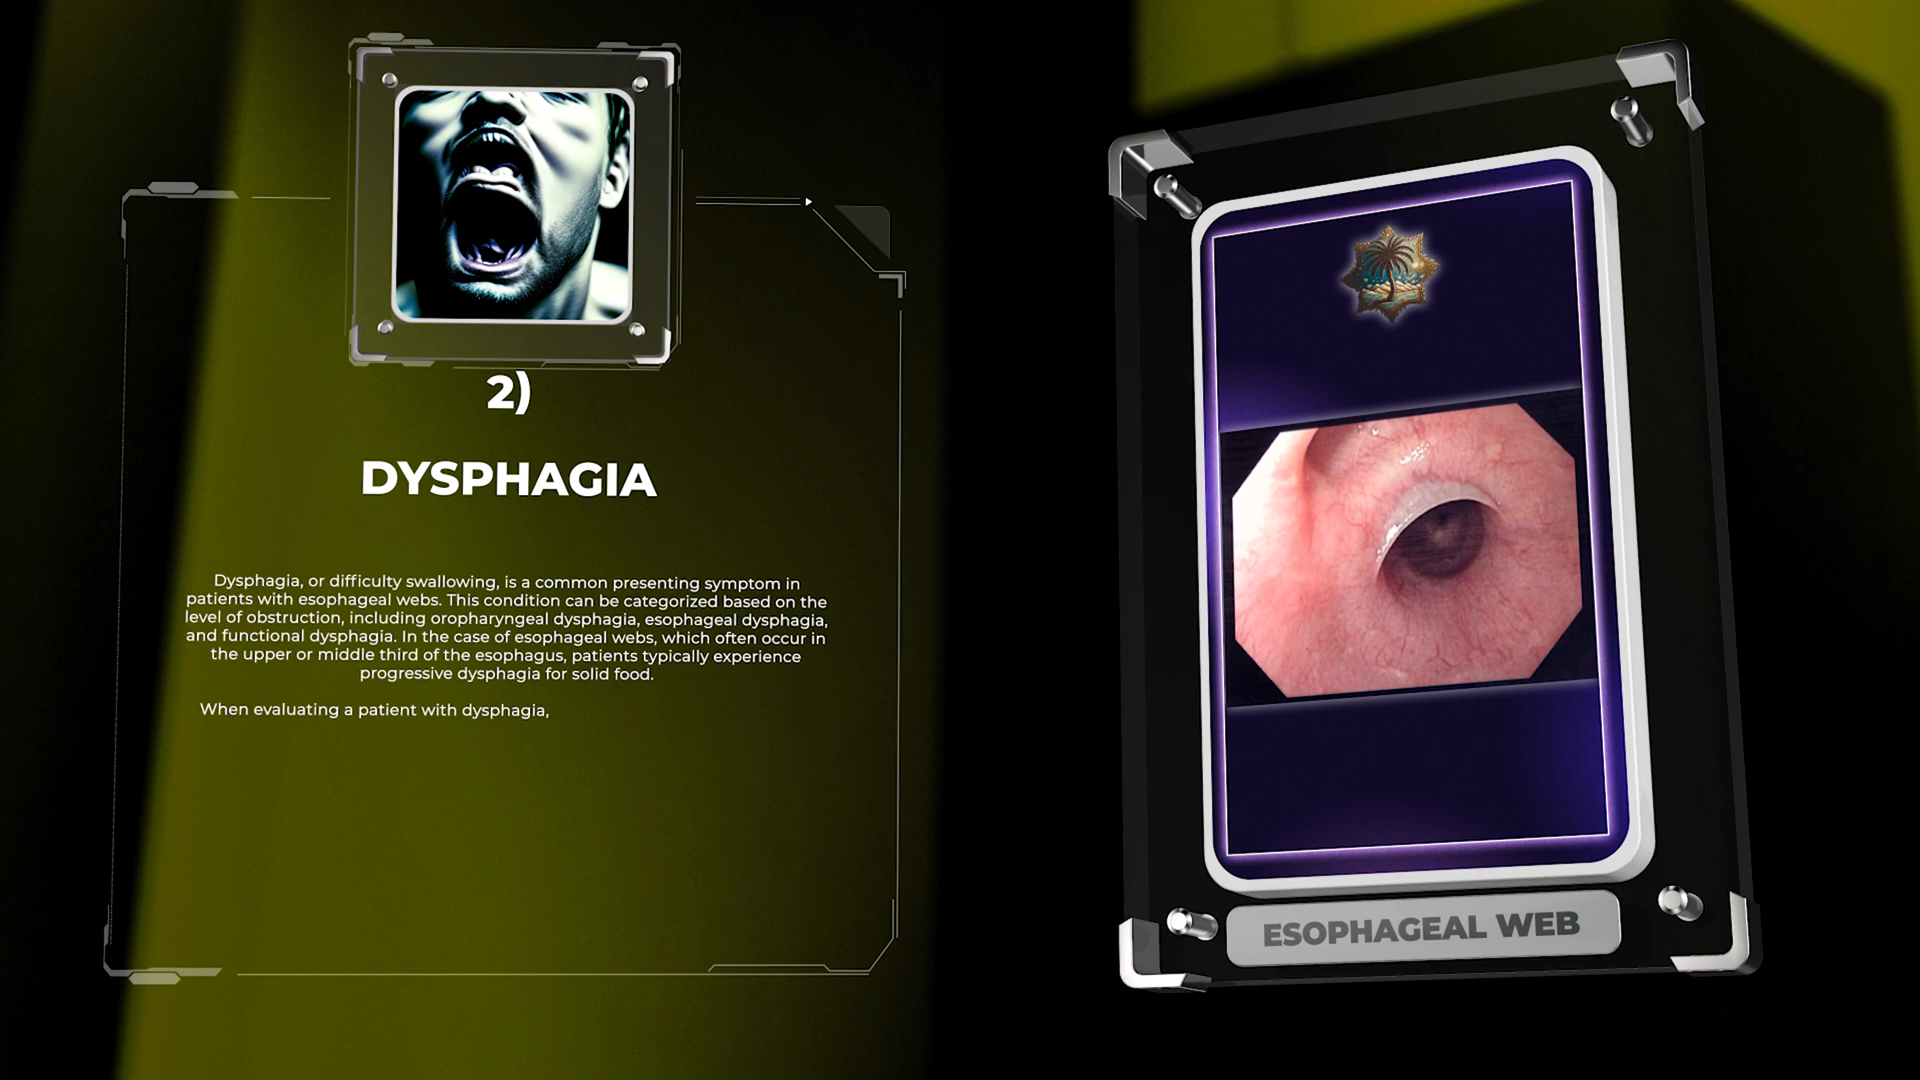 2)
DYSPHAGIA
Dysphagia, or difficulty swallowing, is a common presenting symptom in
patients with esophageal webs. This condition can be categorized based on the
level of obstruction, including oropharyngeal dysphagia, esophageal dysphagia,
and functional dysphagia. In the case of esophageal webs, which often occur in
the upper or middle third of the esophagus, patients typically experience
progressive dysphagia for solid food.
When evaluating a patient with dysphagia,
ESOPHAGEAL WEB